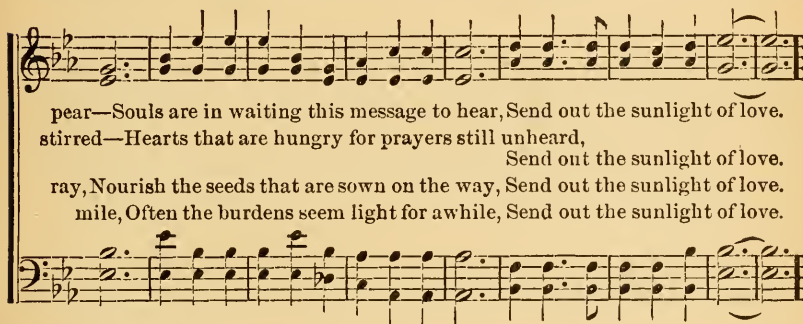 pear—Souls are in waiting this message to hear, Send out the sunlight of love.
stirred—Hearts that are hungry for prayers still unheard,
Send out the sunlight of love.
ray, Nourish the seeds that are sown on the way, Send out the sunlight of love.
mile, Often the burdens seem light for awhile, Send out the sunlight of love.